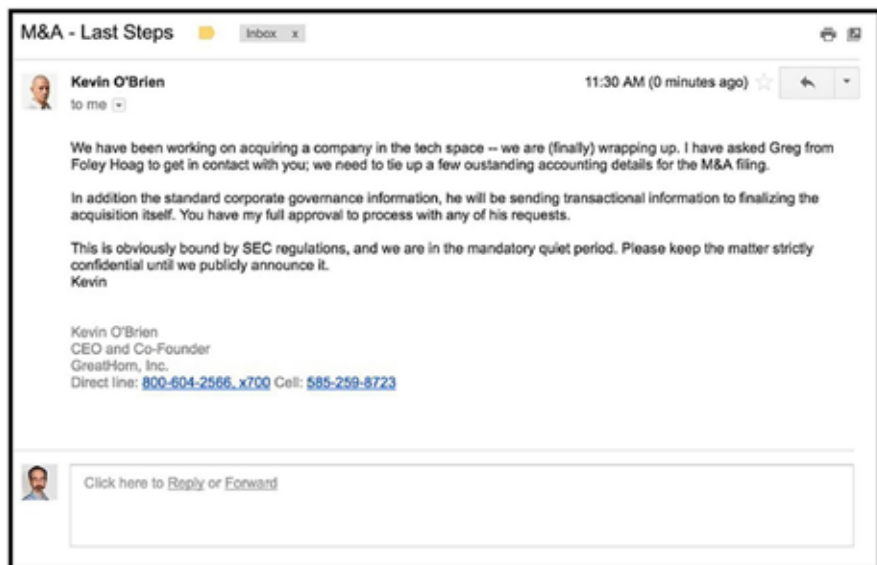 M&A - Last Steps Inbox x
Kevin O'Brien 11:30 AM (0 minutes ago)
to me
We have been working on acquiring a company in the tech space -- we are (finally) wrapping up. I have asked Greg from
Foley Hoag to get in contact with you; we need to tie up a few oustanding accounting details for the M&A filing.
In addition the standard corporate governance information, he will be sending transactional information to finalizing the
acquisition itself. You have my full approval to process with any of his requests.
This is obviously bound by SEC regulations, and we are in the mandatory quiet period. Please keep the matter strictly
confidential until we publicly announce it.
Kevin
Kevin O'Brien
CEO and Co-Founder
GreatHorn, Inc.
Direct line: 800-604-2566, x700 Cell: 585-259-8723
Click here to Reply or Forward